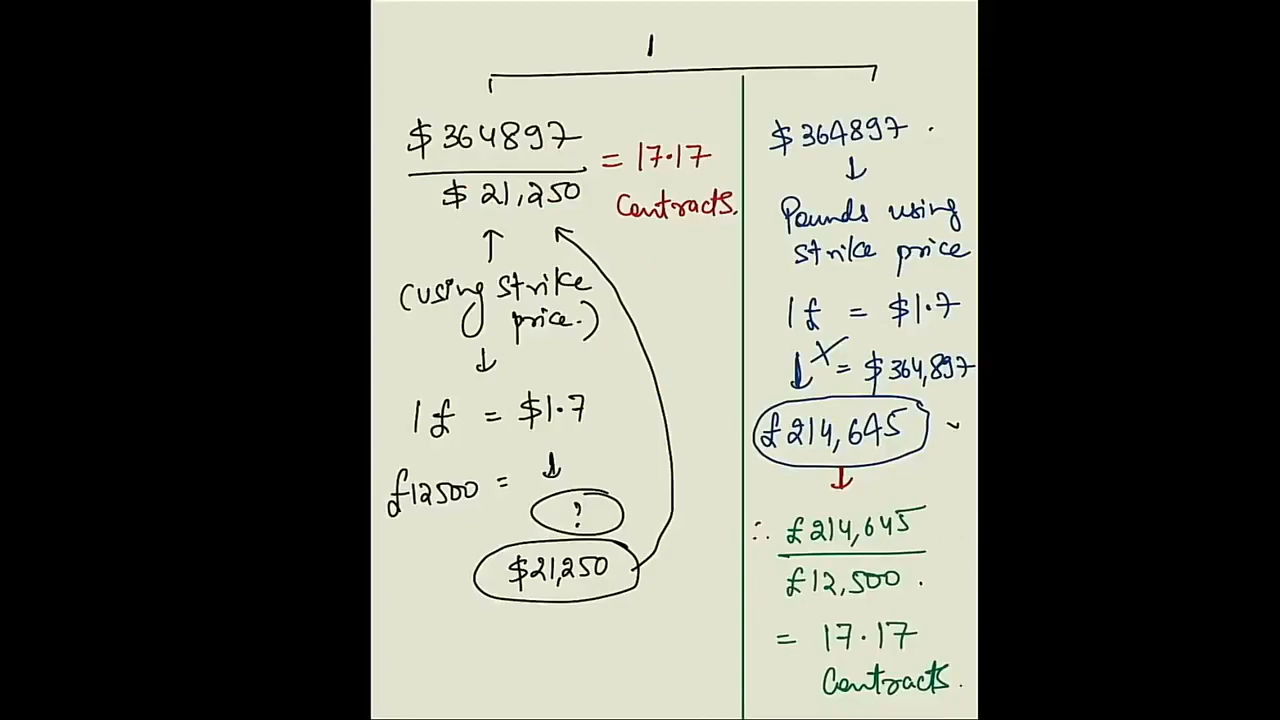 1
$364897
$21,250
= 17.17
Contracts.
(using strike
price.)
1£ = $1.7
£12500 =
?
$21,250
$364897.
Pounds using
strike price
1£ = $1.7
X = $364,897
£214,645
∴ £214,645
£12,500.
= 17.17
Contracts.